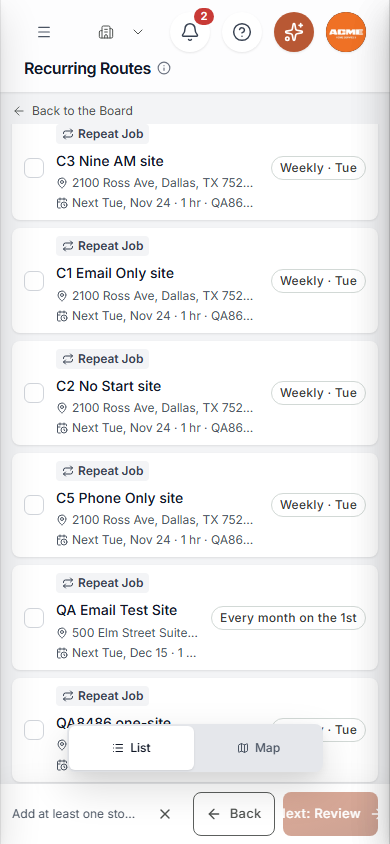 2
ACME
Recurring Routes
Back to the Board
Repeat Job
C3 Nine AM site
Weekly · Tue
2100 Ross Ave, Dallas, TX 752...
Next Tue, Nov 24 · 1 hr · QA86...
Repeat Job
C1 Email Only site
Weekly · Tue
2100 Ross Ave, Dallas, TX 752...
Next Tue, Nov 24 · 1 hr · QA86...
Repeat Job
C2 No Start site
Weekly · Tue
2100 Ross Ave, Dallas, TX 752...
Next Tue, Nov 24 · 1 hr · QA86...
Repeat Job
C5 Phone Only site
Weekly · Tue
2100 Ross Ave, Dallas, TX 752...
Next Tue, Nov 24 · 1 hr · QA86...
Repeat Job
QA Email Test Site
Every month on the 1st
500 Elm Street Suite...
Next Tue, Dec 15 · 1 ...
Repeat Job
QA8486 one-site
Tue
List
Map
Add at least one sto...
Back
ext: Review